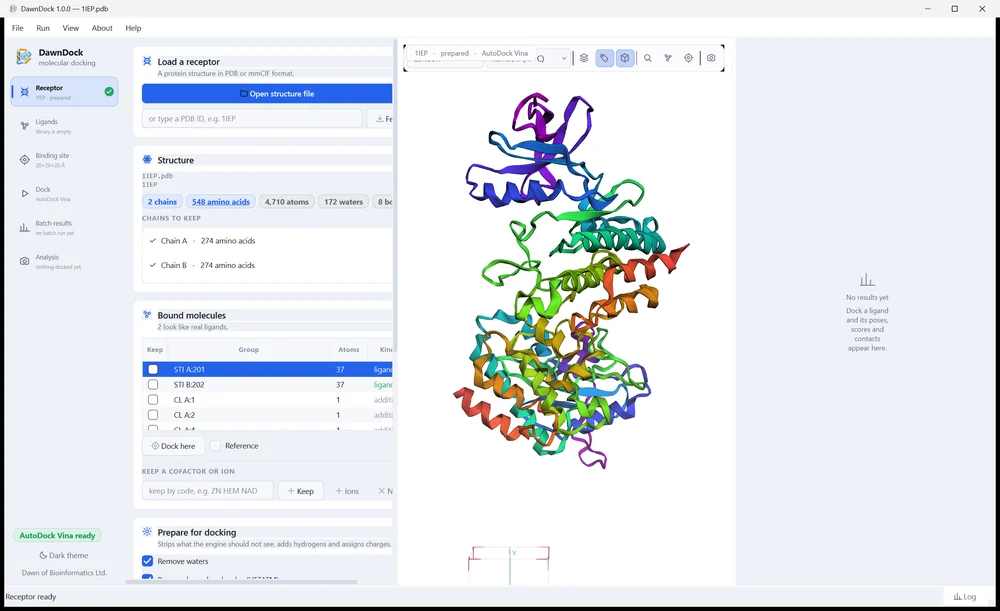 DawnDock 1.0.0 — 1IEP.pdb
File Run View About Help
DawnDock
molecular docking
Receptor
1IEP · prepared
Ligands
library is empty
Binding site
20×20×20 Å
Dock
AutoDock Vina
Batch results
no batch run yet
Analysis
nothing docked yet
AutoDock Vina ready
Dark theme
Dawn of Bioinformatics Ltd.
Load a receptor
A protein structure in PDB or mmCIF format.
Open structure file
or type a PDB ID, e.g. 1IEP
Fe
Structure
1IEP.pdb
1IEP
2 chains 548 amino acids 4,710 atoms 172 waters 8 bo
CHAINS TO KEEP
Chain A · 274 amino acids
Chain B · 274 amino acids
Bound molecules
2 look like real ligands.
Keep Group Atoms Kind
STI A:201 37 ligand
STI B:202 37 ligand
CL A:1 1 additi
CL A:2 1 additi
Dock here Reference
KEEP A COFACTOR OR ION
keep by code, e.g. ZN HEM NAD
+ Keep + Ions × N
Prepare for docking
Strips what the engine should not see, adds hydrogens and assigns charges.
Remove waters
1IEP · prepared · AutoDock Vina
Y
No results yet
Dock a ligand
and its poses,
scores and
contacts
appear here.
Receptor ready
Log